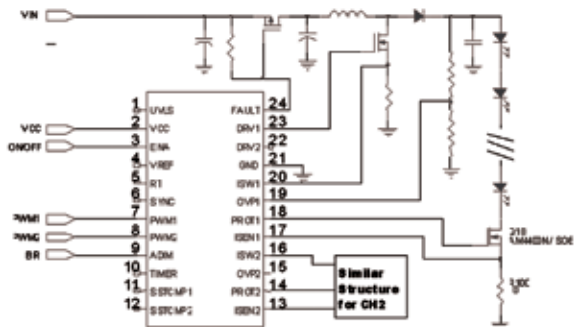 VIN
1 UVLS
2 VCC
3 ENA
4 VREF
5 RT
6 SYNC
7 PWM1
8 PWM2
9 ADIM
10 TIMER
11 SSTCMP1
12 SSTCMP2
FAULT 24
DRV1 23
DRV2 22
GND 21
ISW1 20
OVP1 19
PROT1 18
ISEN1 17
ISW2 16
OVP2 15
PROT2 14
ISEN2 13
VCC
ON/OFF
PWM1
PWM2
BR
Similar
Structure
for CH2